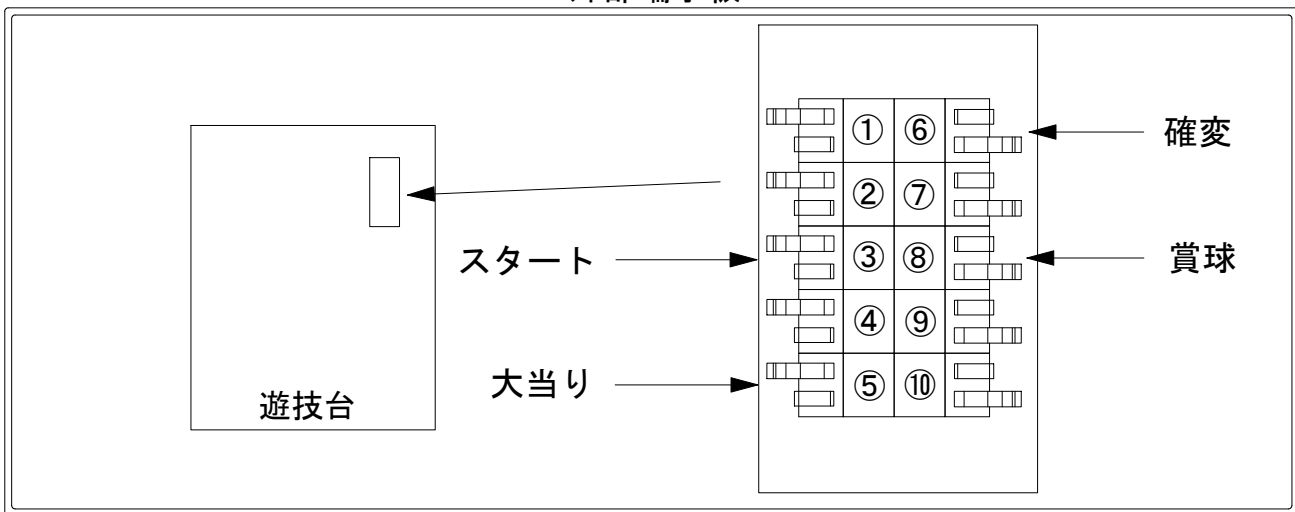 ① ⑥ 確変
② ⑦
スタート ③ ⑧ 賞球
④ ⑨
大当り ⑤ ⑩
遊技台